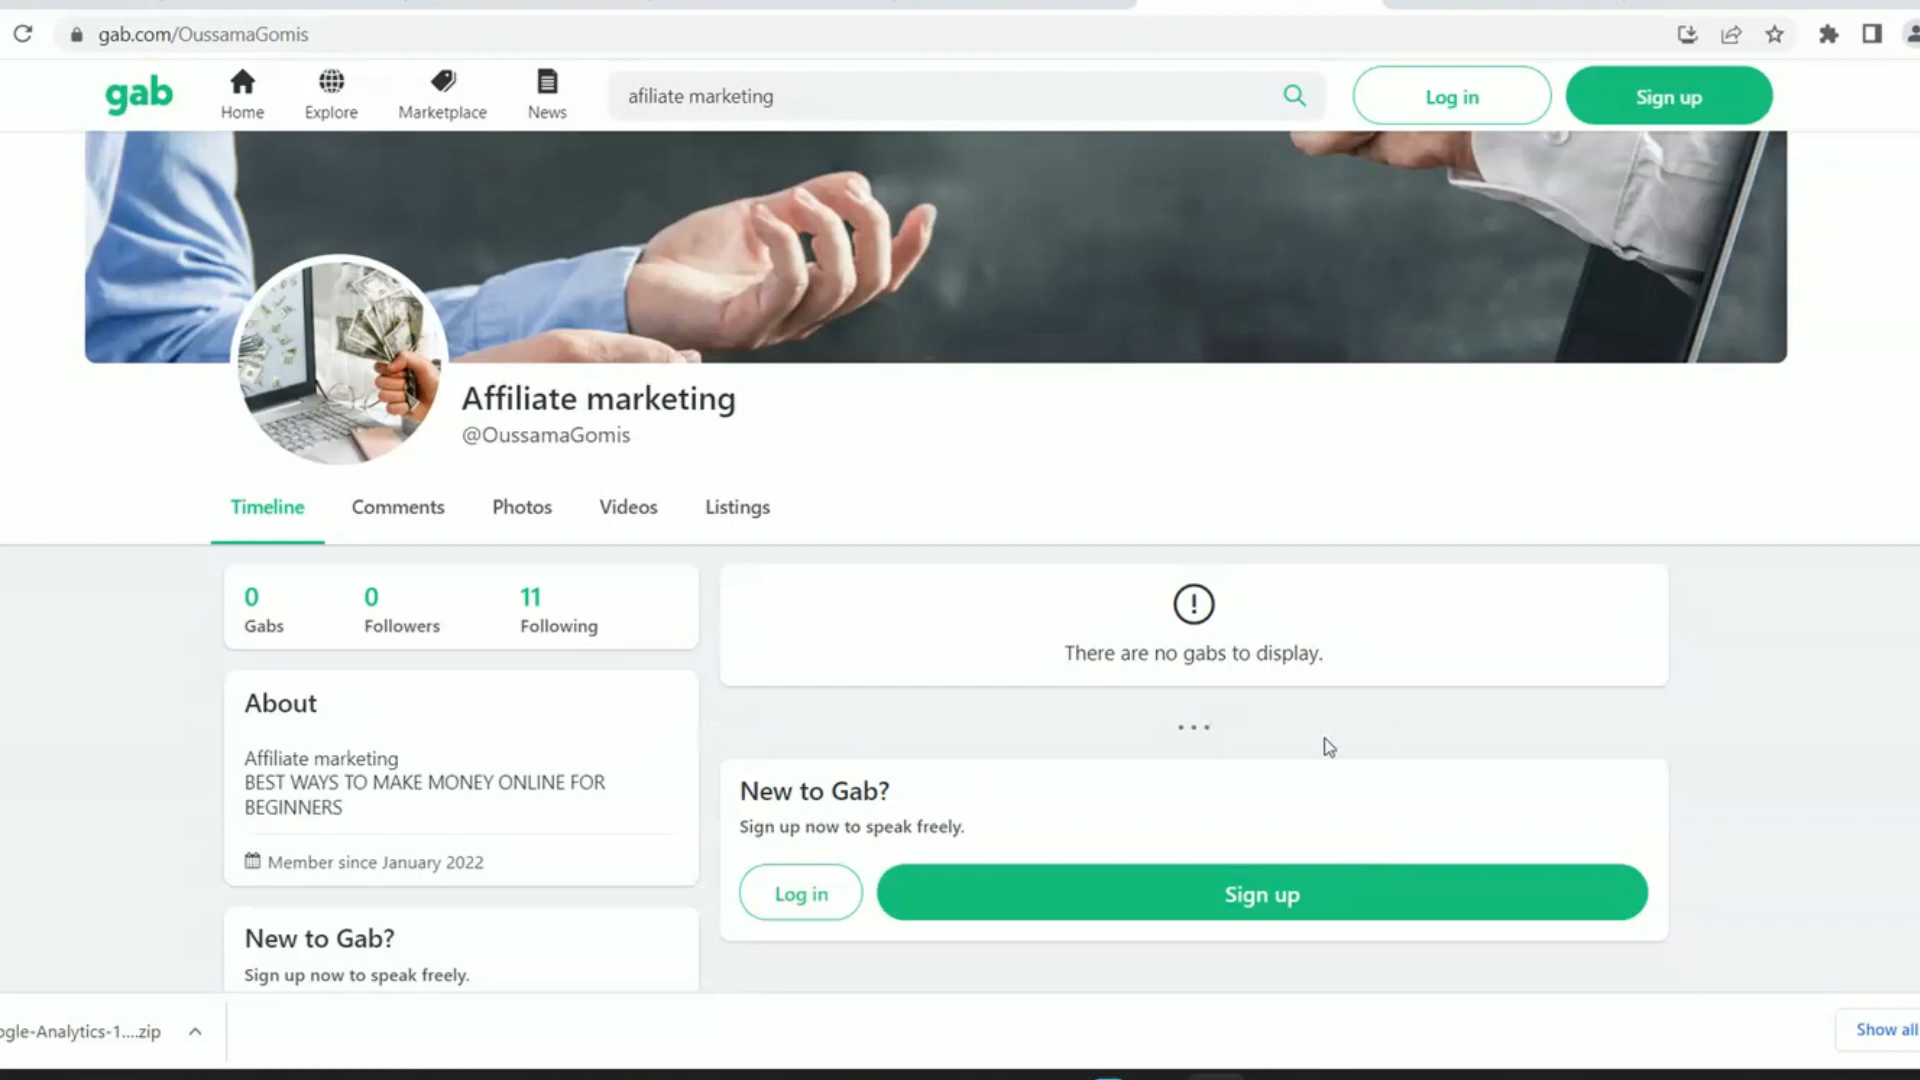 gab.com/OussamaGomis
gab
Home
Explore
Marketplace
News
afiliate marketing
Log in
Sign up
Affiliate marketing
@OussamaGomis
Timeline
Comments
Photos
Videos
Listings
0
Gabs
0
Followers
11
Following
There are no gabs to display.
About
Affiliate marketing
BEST WAYS TO MAKE MONEY ONLINE FOR
BEGINNERS
Member since January 2022
New to Gab?
Sign up now to speak freely.
Log in
Sign up
New to Gab?
Sign up now to speak freely.
ogle-Analytics-1....zip
Show all